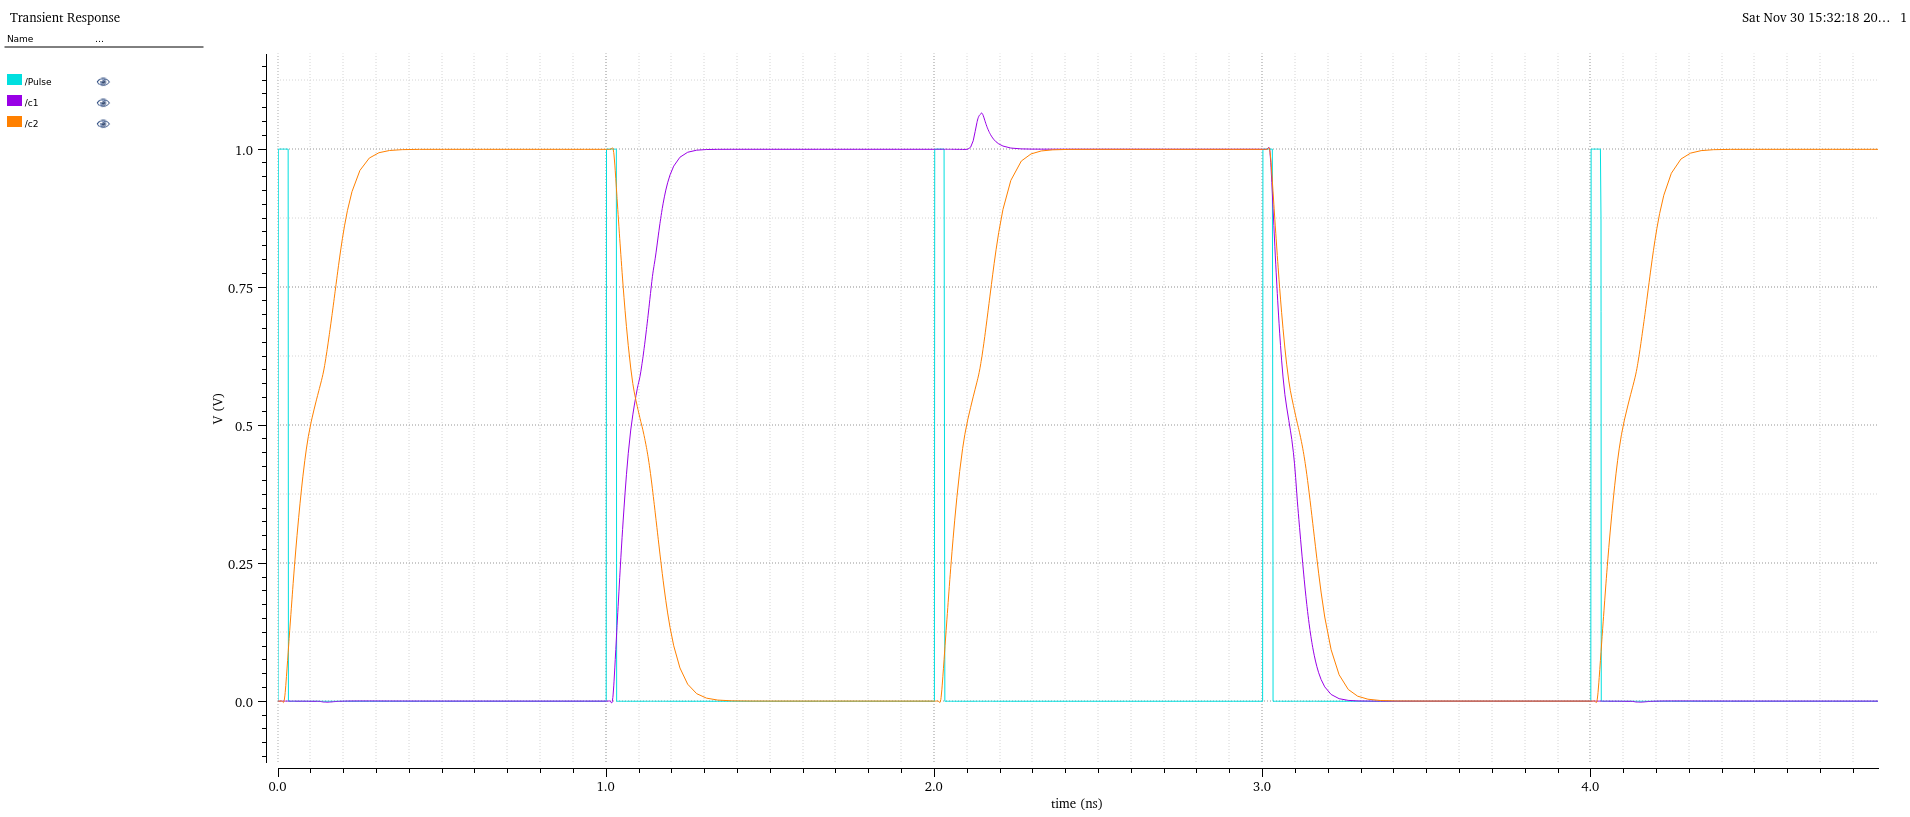 Transient Response
Sat Nov 30 15:32:18 20... 1
Name ...
/Pulse
/c1
/c2
1.0
0.75
0.5
0.25
0.0
V (V)
0.0 1.0 2.0 3.0 4.0
time (ns)